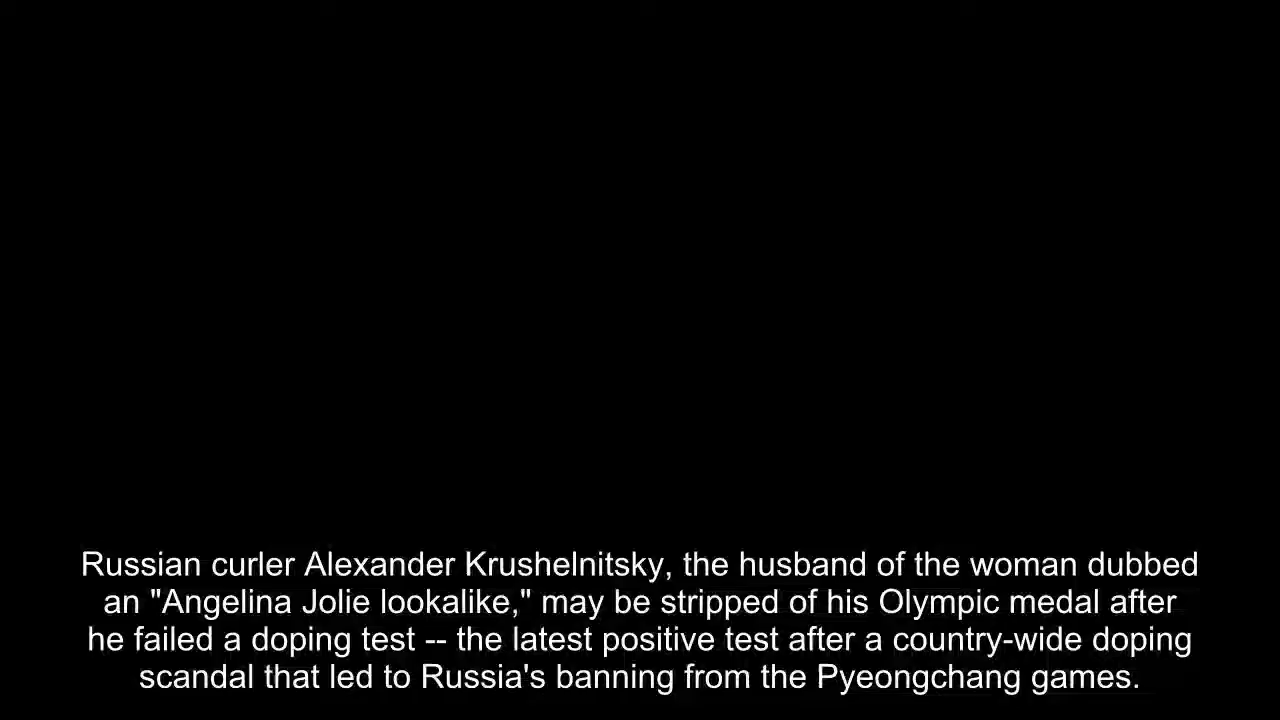 Russian curler Alexander Krushelnitsky, the husband of the woman dubbed
an "Angelina Jolie lookalike," may be stripped of his Olympic medal after
he failed a doping test -- the latest positive test after a country-wide doping
scandal that led to Russia's banning from the Pyeongchang games.